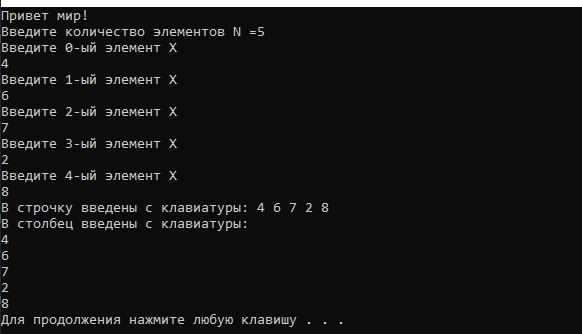 Привет мир!
Введите количество элементов N =5
Введите 0-ый элемент X
4
Введите 1-ый элемент X
6
Введите 2-ый элемент X
7
Введите 3-ый элемент X
2
Введите 4-ый элемент X
8
В строчку введены с клавиатуры: 4 6 7 2 8
В столбец введены с клавиатуры:
4
6
7
2
8
Для продолжения нажмите любую клавишу . . .